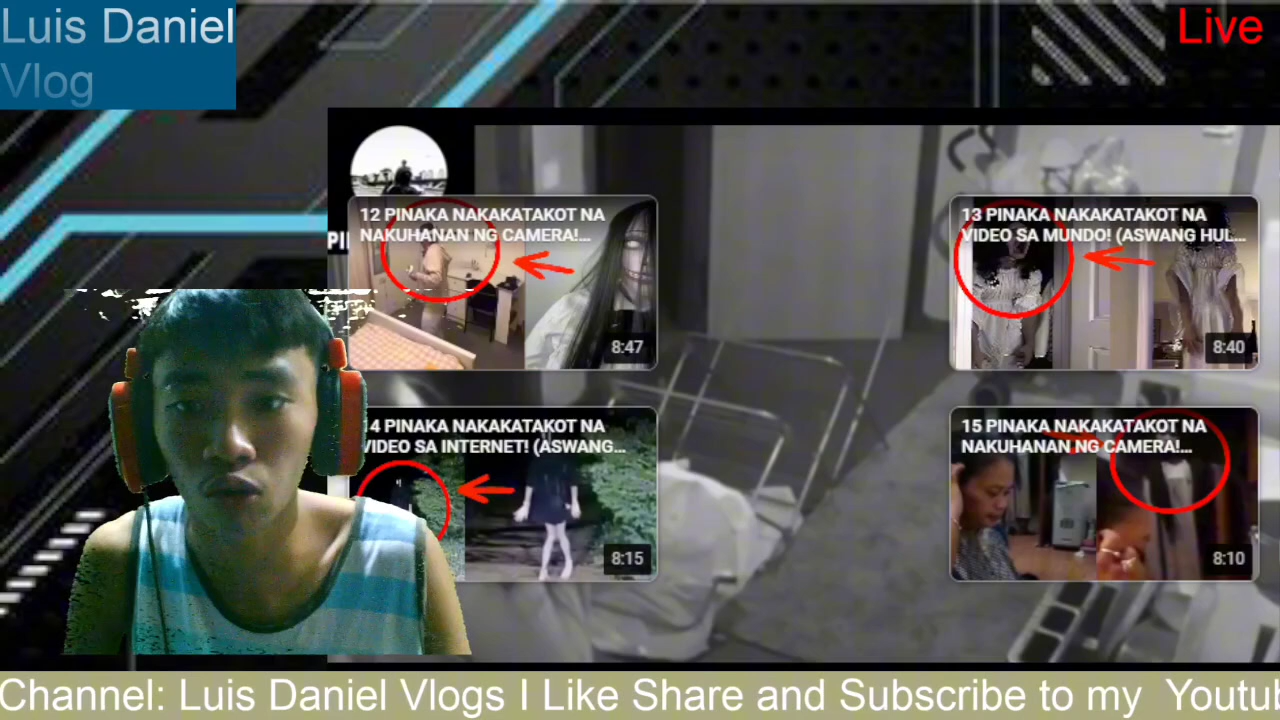 Luis Daniel
Vlog
Live
12 PINAKA NAKAKATAKOT NA
NAKUHANAN NG CAMERA!...
8:47
13 PINAKA NAKAKATAKOT NA
VIDEO SA MUNDO! (ASWANG HUL...
8:40
14 PINAKA NAKAKATAKOT NA
VIDEO SA INTERNET! (ASWANG...
8:15
15 PINAKA NAKAKATAKOT NA
NAKUHANAN NG CAMERA!...
8:10
Channel: Luis Daniel Vlogs I Like Share and Subscribe to my Youtub